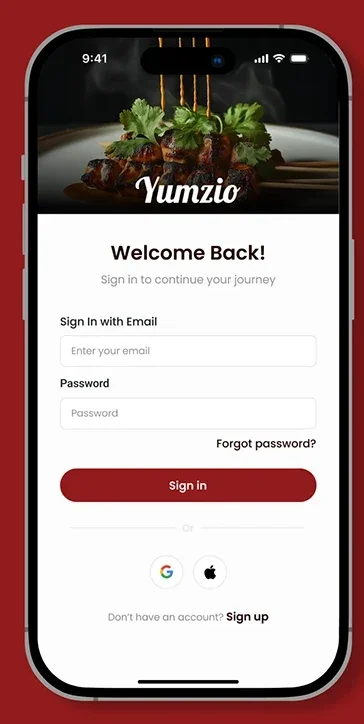 9:41
Yumzio
Welcome Back!
Sign in to continue your journey
Sign In with Email
Enter your email
Password
Password
Forgot password?
Sign in
Or
Don't have an account? Sign up